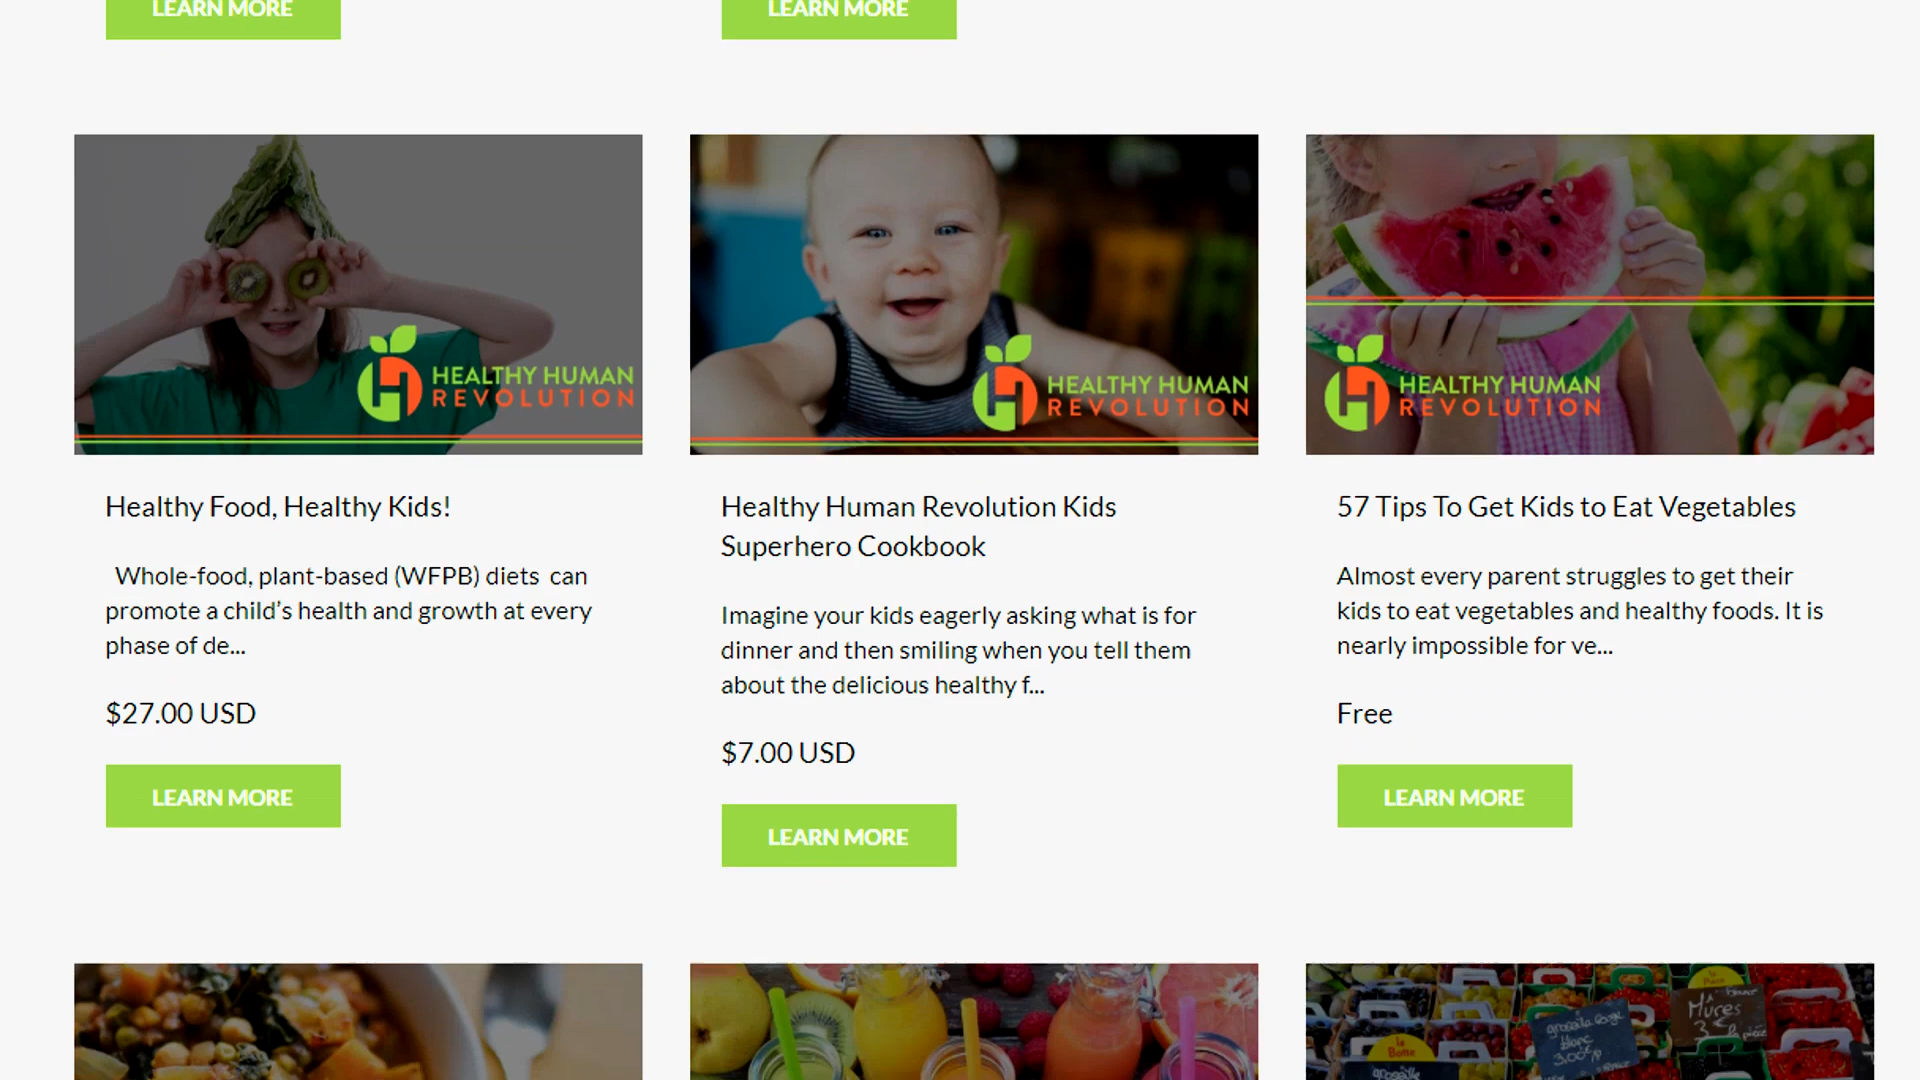 LEARN MORE
LEARN MORE
HEALTHY HUMAN
REVOLUTION
HEALTHY HUMAN
REVOLUTION
HEALTHY HUMAN
REVOLUTION
Healthy Food, Healthy Kids!
Whole-food, plant-based (WFPB) diets can
promote a child’s health and growth at every
phase of de...
$27.00 USD
LEARN MORE
Healthy Human Revolution Kids
Superhero Cookbook
Imagine your kids eagerly asking what is for
dinner and then smiling when you tell them
about the delicious healthy f...
$7.00 USD
LEARN MORE
57 Tips To Get Kids to Eat Vegetables
Almost every parent struggles to get their
kids to eat vegetables and healthy foods. It is
nearly impossible for ve...
Free
LEARN MORE
Mûres
groseille